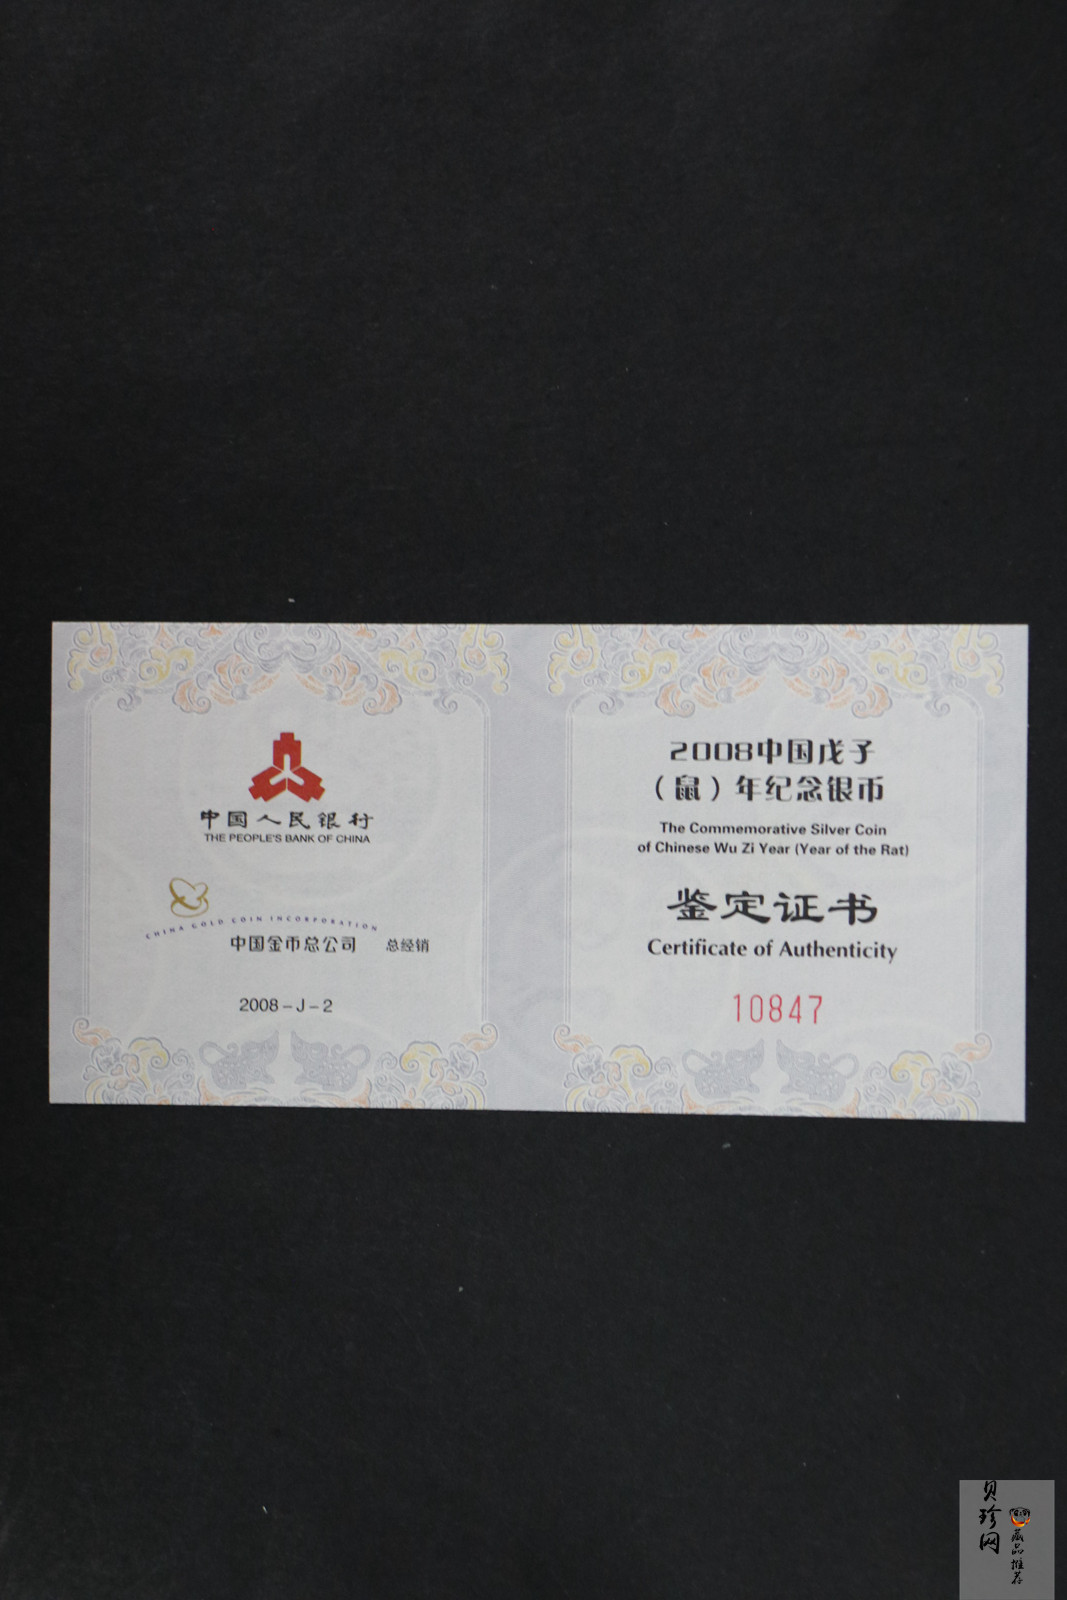 中国人民银行
THE PEOPLE'S BANK OF CHINA
CHINA GOLD COIN INCORPORATION
中国金币总公司 总经销
2008-J-2
2008中国戊子
(鼠)年纪念银币
The Commemorative Silver Coin
of Chinese Wu Zi Year (Year of the Rat)
鉴定证书
Certificate of Authenticity
10847
贝珍网
藏品推荐